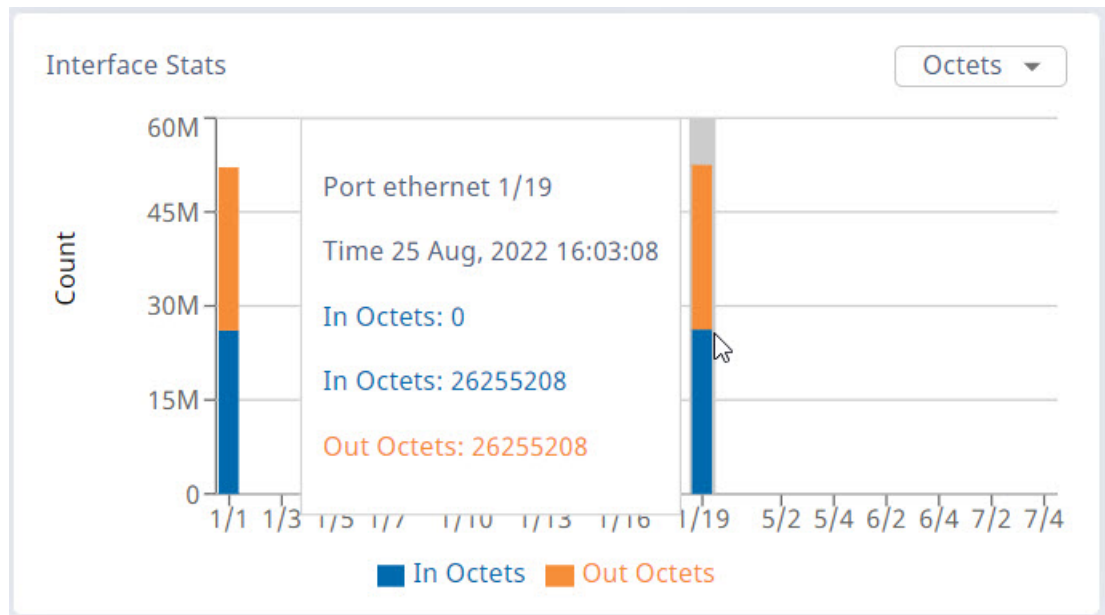 Interface Stats
Octets
60M
45M
30M
15M
0
Count
Port ethernet 1/19
Time 25 Aug, 2022 16:03:08
In Octets: 0
In Octets: 26255208
Out Octets: 26255208
1/1 1/3 1/5 1/7 1/10 1/13 1/16 1/19 5/2 5/4 6/2 6/4 7/2 7/4
In Octets Out Octets